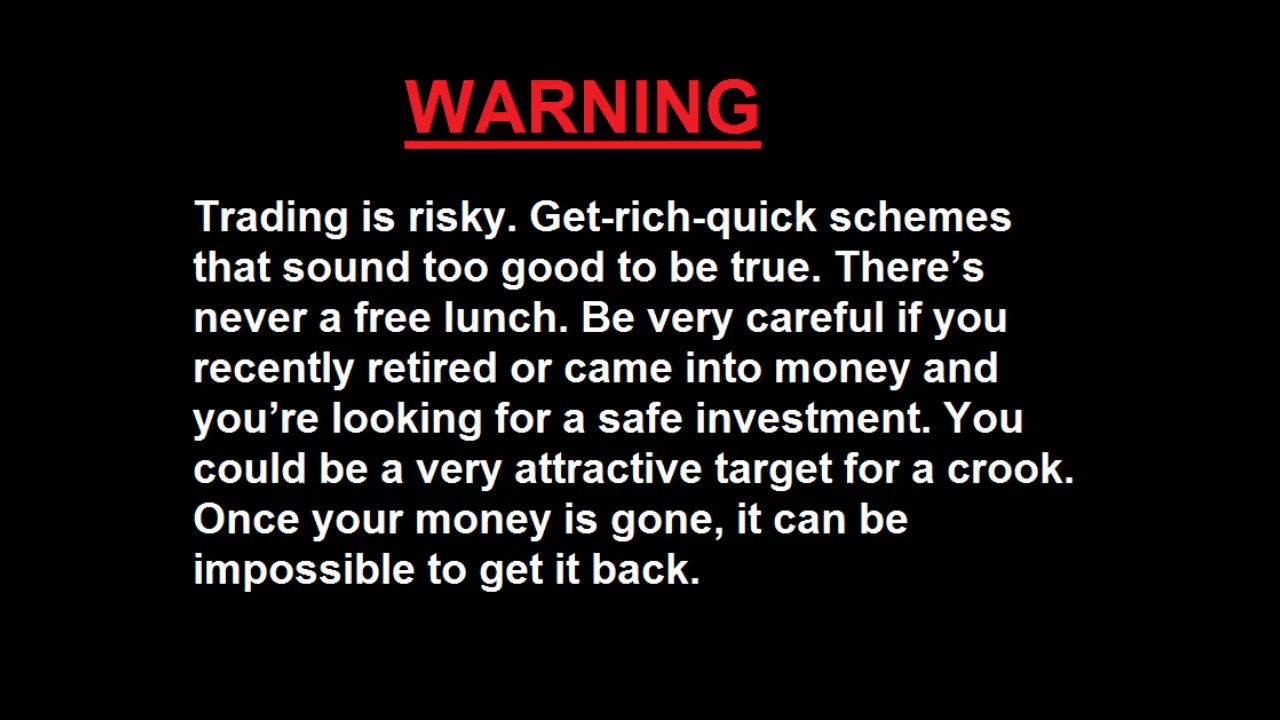 WARNING
Trading is risky. Get-rich-quick schemes
that sound too good to be true. There’s
never a free lunch. Be very careful if you
recently retired or came into money and
you’re looking for a safe investment. You
could be a very attractive target for a crook.
Once your money is gone, it can be
impossible to get it back.